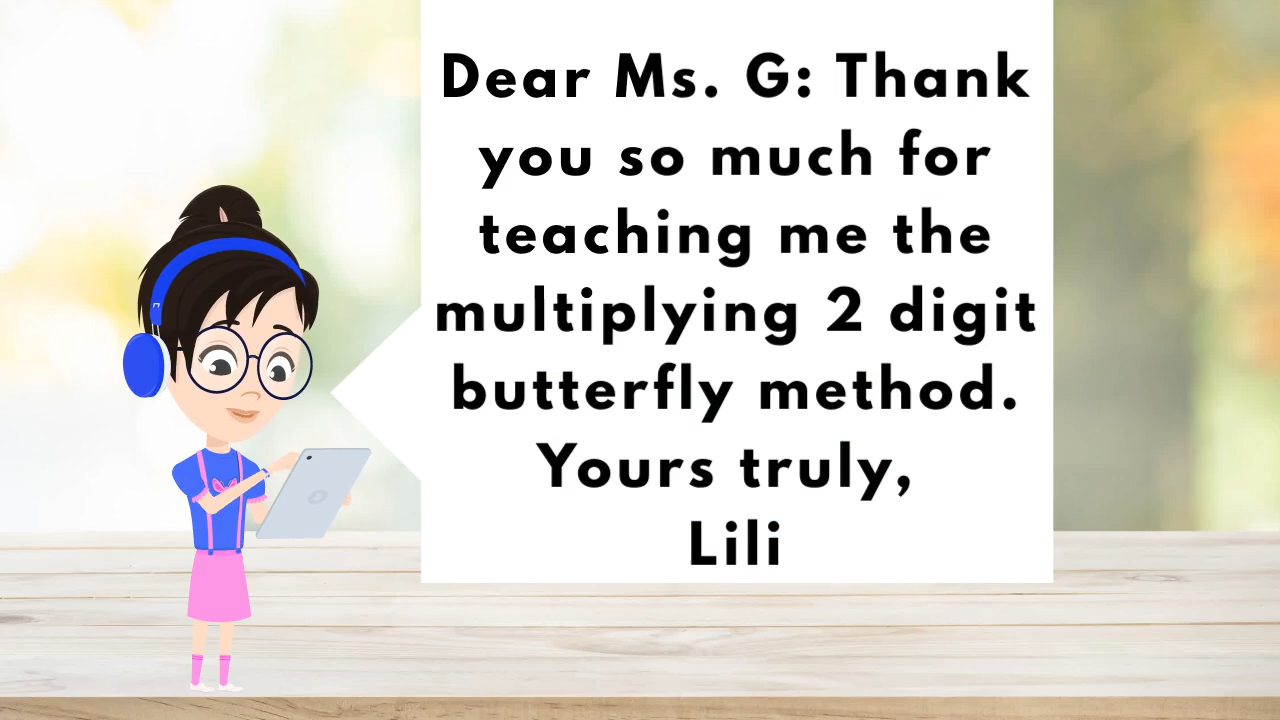 Dear Ms. G: Thank
you so much for
teaching me the
multiplying 2 digit
butterfly method.
Yours truly,
Lili